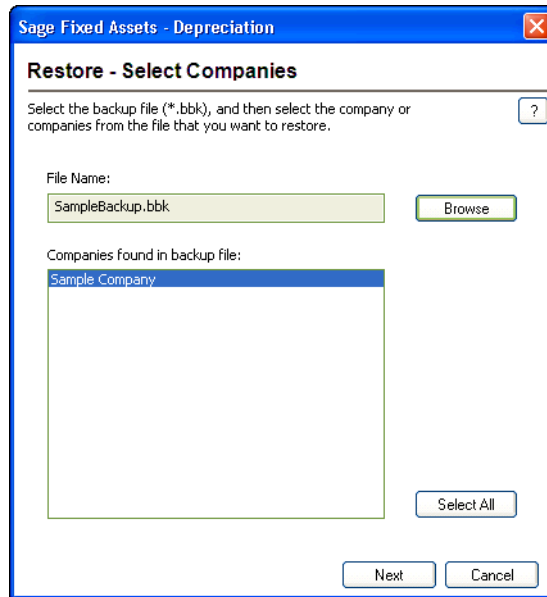 Sage Fixed Assets - Depreciation
Restore - Select Companies
Select the backup file (*.bbk), and then select the company or
companies from the file that you want to restore.
?
File Name:
SampleBackup.bbk
Browse
Companies found in backup file:
Sample Company
Select All
Next
Cancel